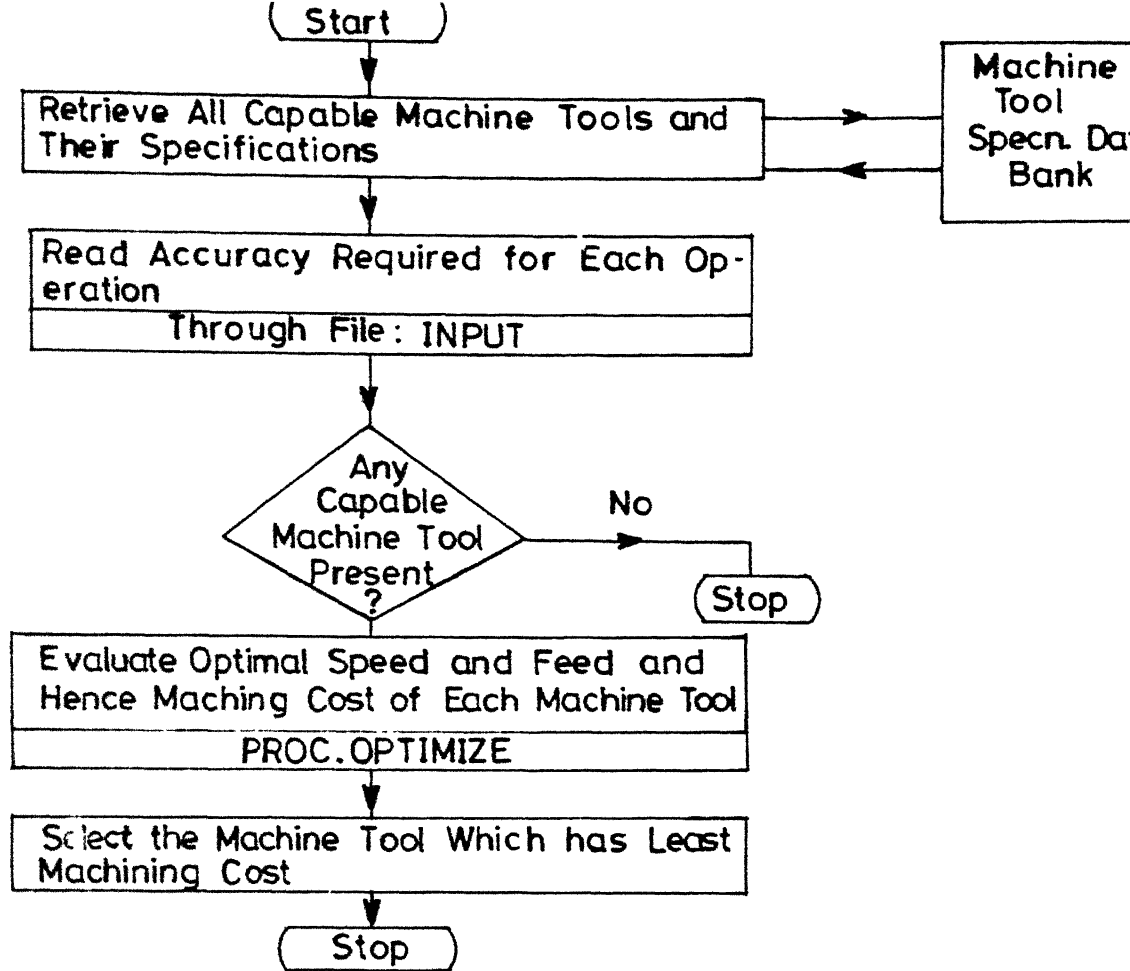 Start
Retrieve All Capable Machine Tools and
Their Specifications
Machine
Tool
Specn. Da
Bank
Read Accuracy Required for Each Op-
eration
Through File: INPUT
Any
Capable
Machine Tool
Present
?
No
Stop
Evaluate Optimal Speed and Feed and
Hence Maching Cost of Each Machine Tool
PROC.OPTIMIZE
Select the Machine Tool Which has Least
Machining Cost
Stop